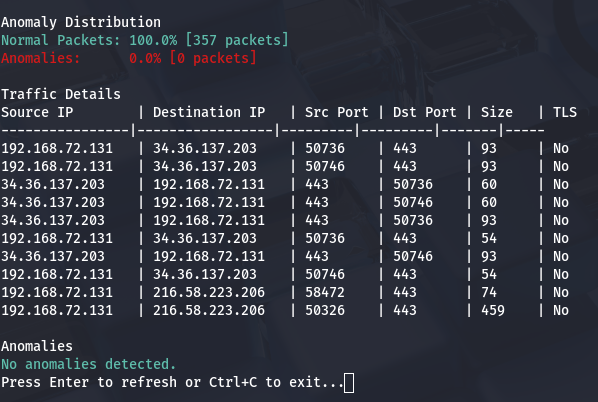 Anomaly Distribution
Normal Packets: 100.0% [357 packets]
Anomalies:      0.0% [0 packets]
Traffic Details
Source IP        | Destination IP   | Src Port | Dst Port | Size   | TLS
----------------|-----------------|---------|---------|-------|-----
192.168.72.131   | 34.36.137.203    | 50736    | 443      | 93     | No
192.168.72.131   | 34.36.137.203    | 50746    | 443      | 93     | No
34.36.137.203    | 192.168.72.131   | 443      | 50736    | 60     | No
34.36.137.203    | 192.168.72.131   | 443      | 50746    | 60     | No
34.36.137.203    | 192.168.72.131   | 443      | 50736    | 93     | No
192.168.72.131   | 34.36.137.203    | 50736    | 443      | 54     | No
34.36.137.203    | 192.168.72.131   | 443      | 50746    | 93     | No
192.168.72.131   | 34.36.137.203    | 50746    | 443      | 54     | No
192.168.72.131   | 216.58.223.206   | 58472    | 443      | 74     | No
192.168.72.131   | 216.58.223.206   | 50326    | 443      | 459    | No
Anomalies
No anomalies detected.
Press Enter to refresh or Ctrl+C to exit...